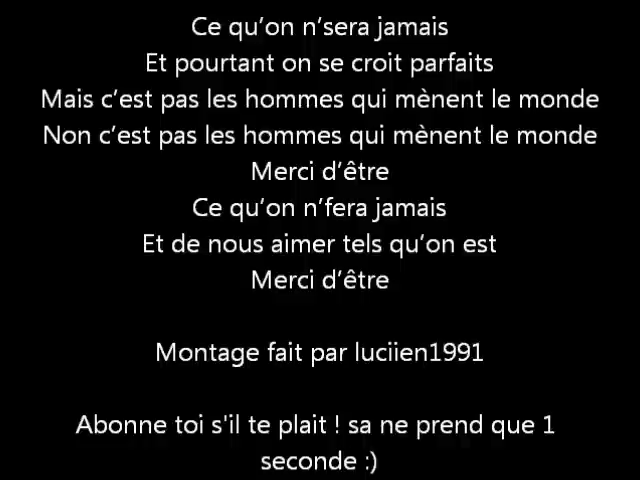 Ce qu’on n’sera jamais
Et pourtant on se croit parfaits
Mais c’est pas les hommes qui mènent le monde
Non c’est pas les hommes qui mènent le monde
Merci d’être
Ce qu’on n’fera jamais
Et de nous aimer tels qu’on est
Merci d’être
Montage fait par luciien1991
Abonne toi s'il te plait ! sa ne prend que 1
seconde :)